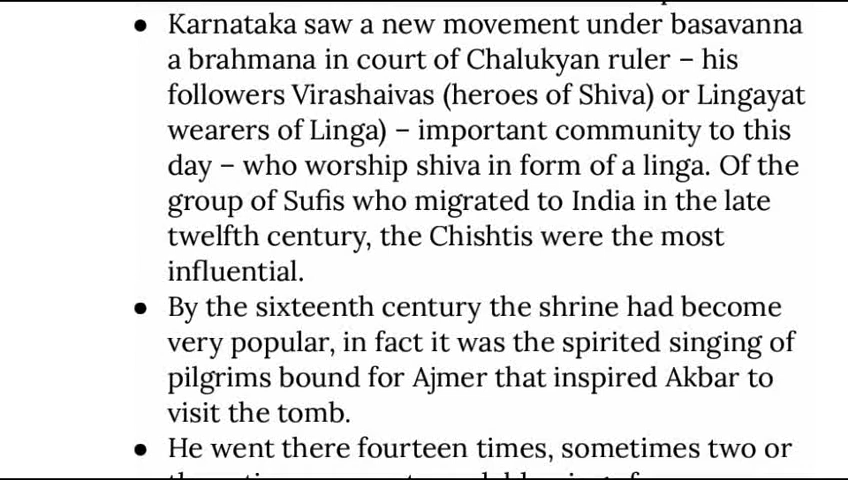 • Karnataka saw a new movement under basavanna
a brahmana in court of Chalukyan ruler – his
followers Virashaivas (heroes of Shiva) or Lingayat
wearers of Linga) – important community to this
day – who worship shiva in form of a linga. Of the
group of Sufis who migrated to India in the late
twelfth century, the Chishtis were the most
influential.
• By the sixteenth century the shrine had become
very popular, in fact it was the spirited singing of
pilgrims bound for Ajmer that inspired Akbar to
visit the tomb.
• He went there fourteen times, sometimes two or